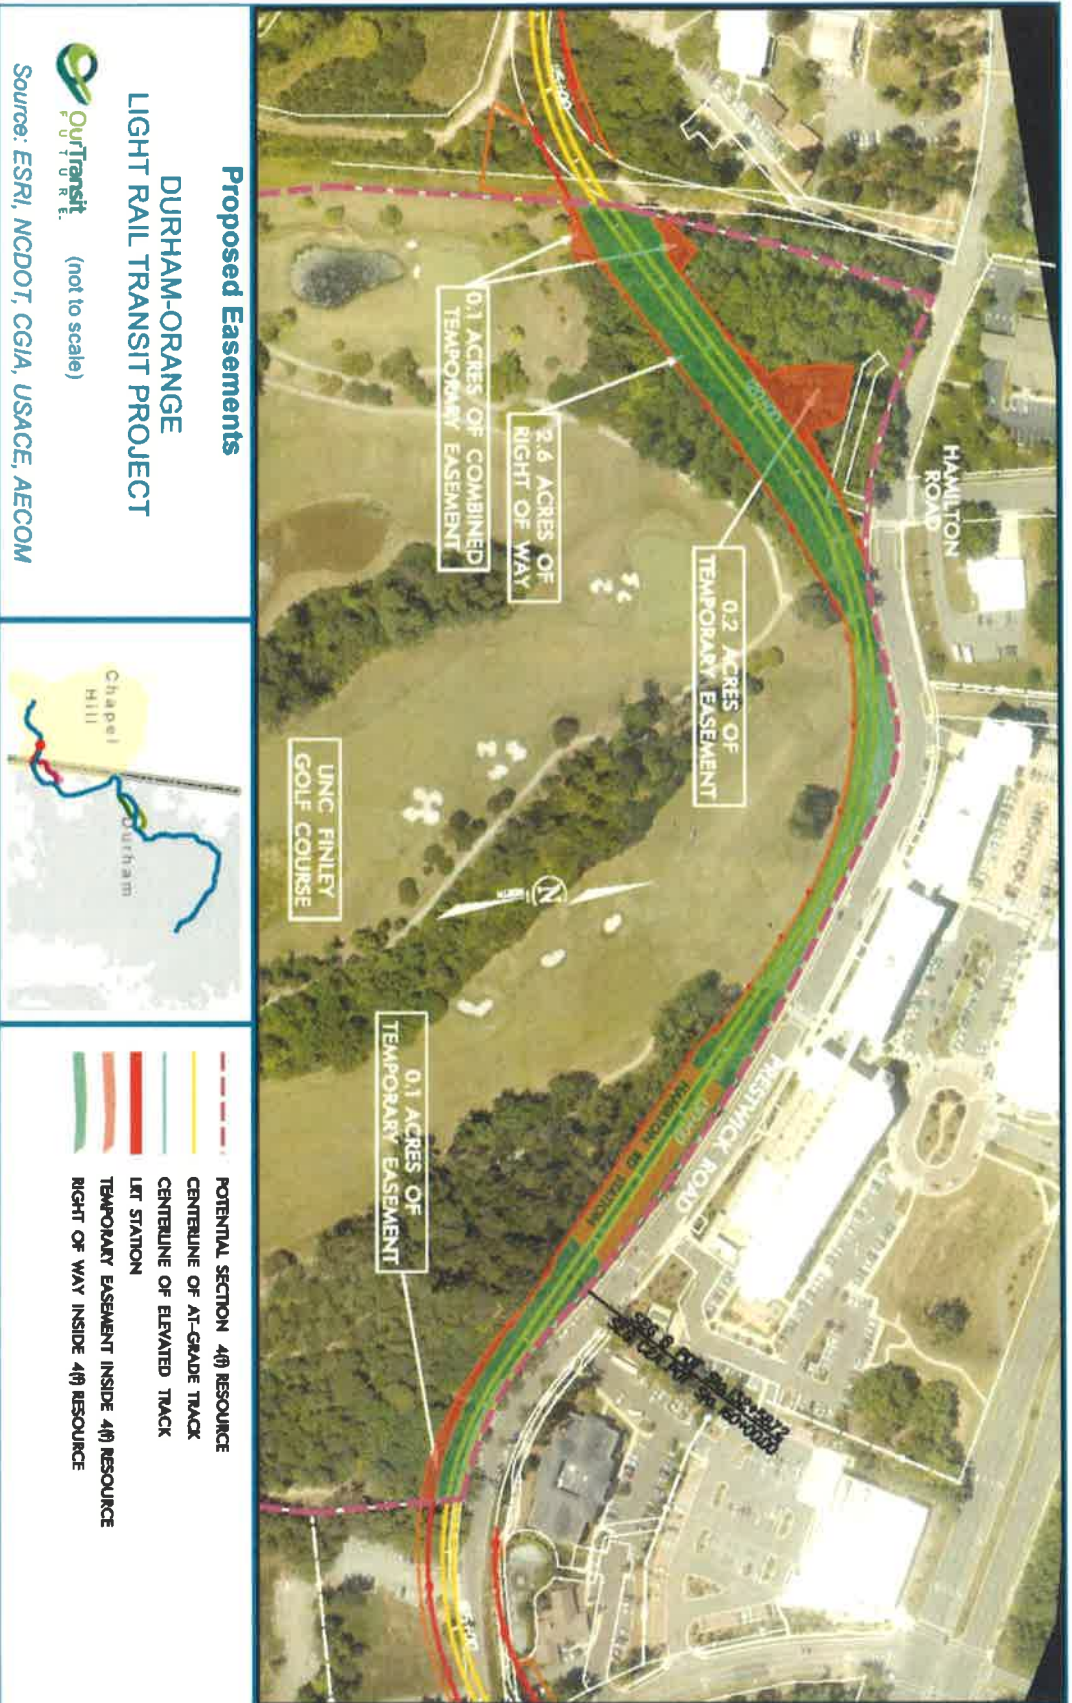 HAMILTON
ROAD
0.2 ACRES OF
TEMPORARY EASEMENT
2.6 ACRES OF
RIGHT OF WAY
0.1 ACRES OF COMBINED
TEMPORARY EASEMENT
UNC FINLEY
GOLF COURSE
N
PRESTWICK ROAD
HAMILTON RD STATION
0.1 ACRES OF
TEMPORARY EASEMENT
Proposed Easements
DURHAM-ORANGE
LIGHT RAIL TRANSIT PROJECT
OurTransit
FUTURE
(not to scale)
Source: ESRI, NCDOT, CGIA, USACE, AECOM
Chapel
Hill
Durham
POTENTIAL SECTION 4(f) RESOURCE
CENTERLINE OF AT-GRADE TRACK
CENTERLINE OF ELEVATED TRACK
LRT STATION
TEMPORARY EASEMENT INSIDE 4(f) RESOURCE
RIGHT OF WAY INSIDE 4(f) RESOURCE